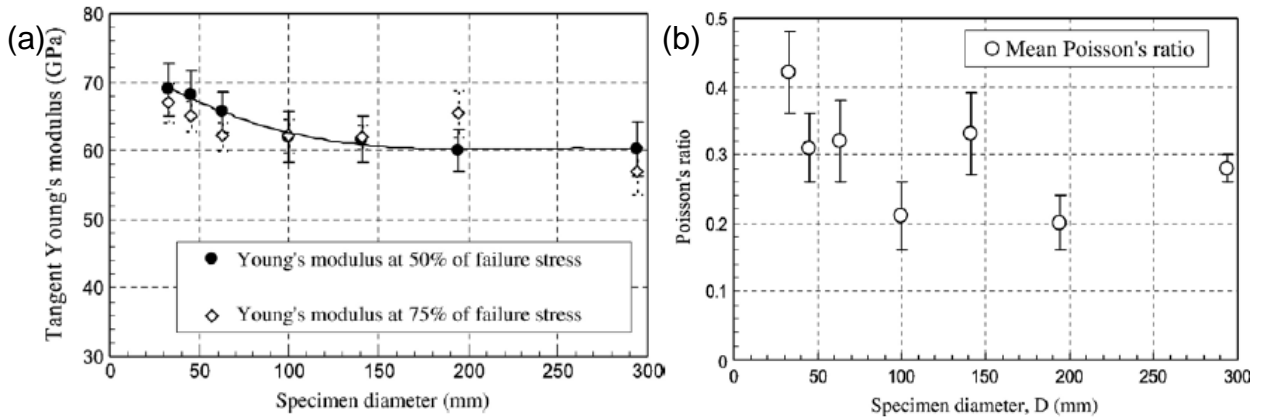 (a)
Tangent Young's modulus (GPa)
80
70
60
50
40
30
Young's modulus at 50% of failure stress
Young's modulus at 75% of failure stress
0
50
100
150
200
250
300
Specimen diameter (mm)
(b)
Poisson's ratio
0.5
0.4
0.3
0.2
0.1
0
Mean Poisson's ratio
0
50
100
150
200
250
300
Specimen diameter, D (mm)